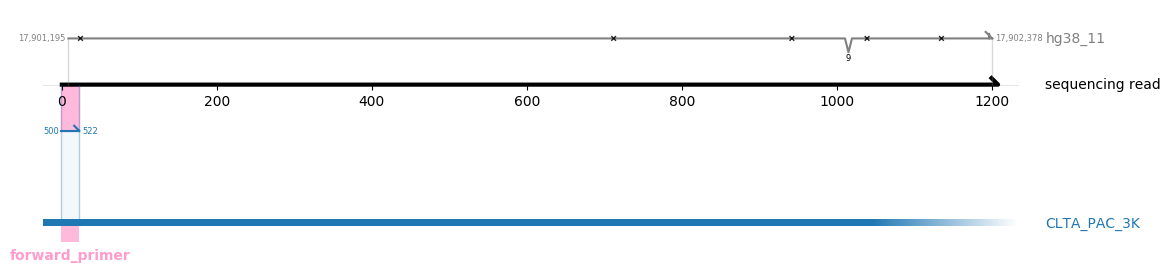 17,901,195
17,902,378
hg38_11
9
sequencing read
0 200 400 600 800 1000 1200
500
522
CLTA_PAC_3K
forward_primer